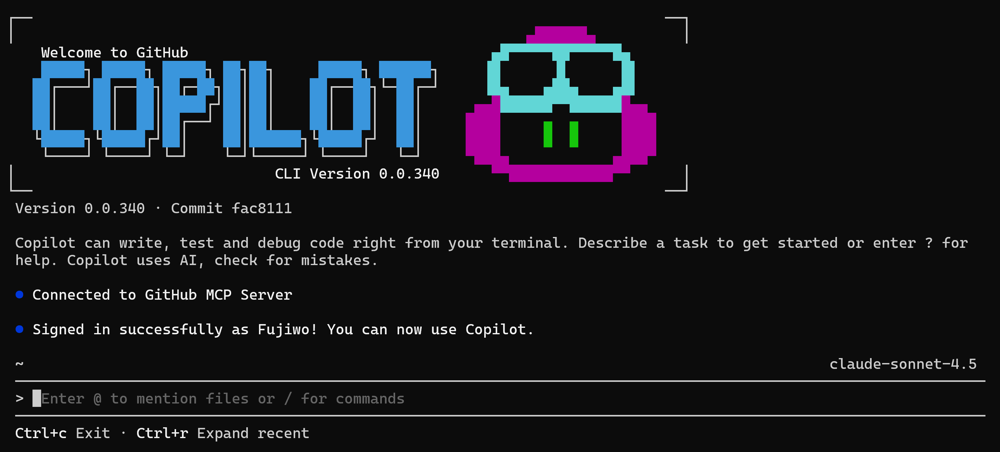 Welcome to GitHub
COPILOT
CLI Version 0.0.340
Version 0.0.340 · Commit fac8111
Copilot can write, test and debug code right from your terminal. Describe a task to get started or enter ? for
help. Copilot uses AI, check for mistakes.
● Connected to GitHub MCP Server
● Signed in successfully as Fujiwo! You can now use Copilot.
~ claude-sonnet-4.5
> Enter @ to mention files or / for commands
Ctrl+c Exit · Ctrl+r Expand recent